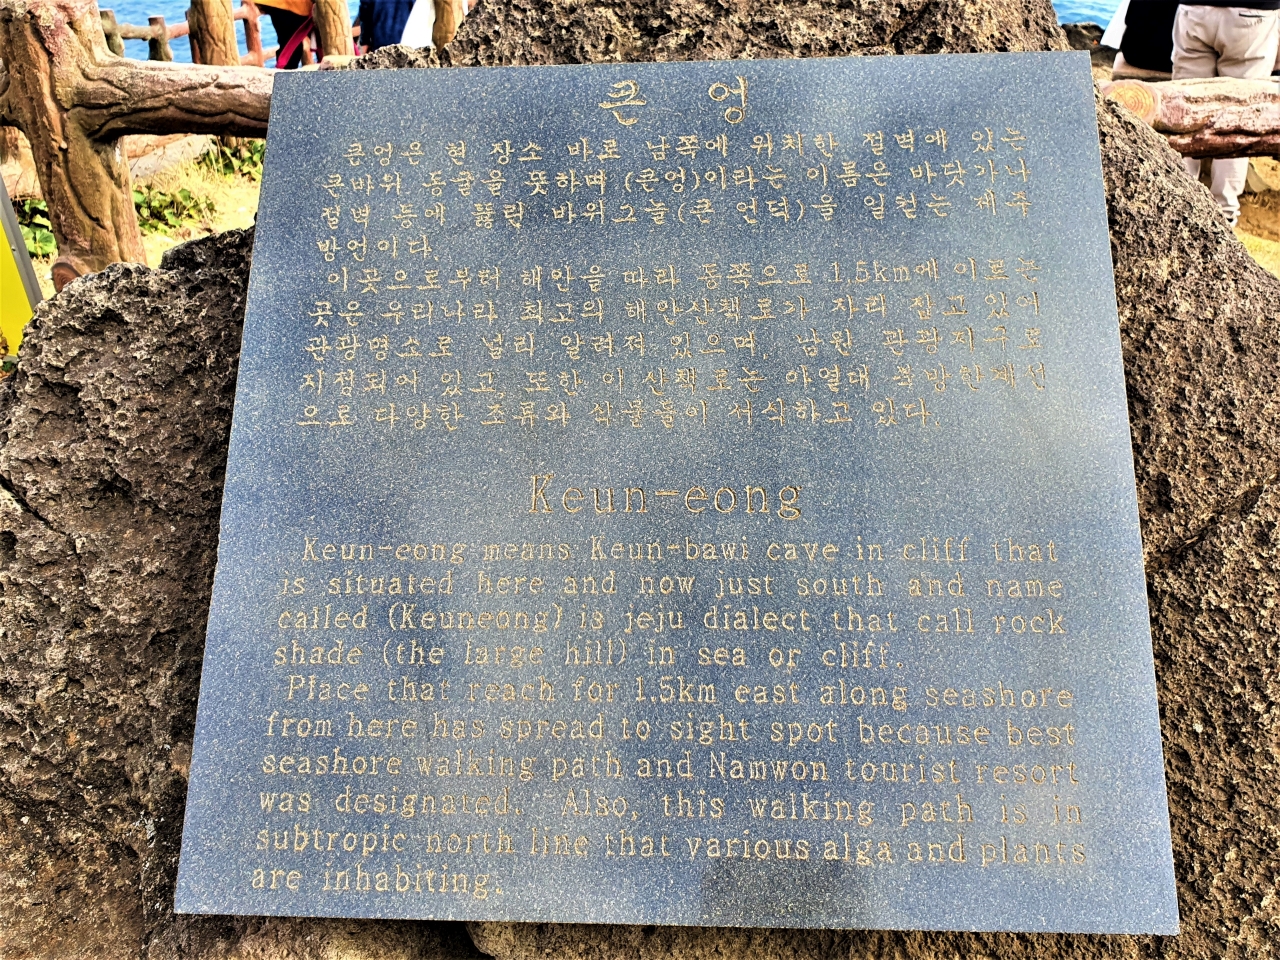 큰 엉
큰엉은 현 장소 바로 남쪽에 위치한 절벽에 있는
큰바위 동굴을 뜻하며 (큰엉)이라는 이름은 바닷가나
절벽 등에 뚫린 바위그늘(큰 언덕)을 일컫는 제주
방언이다.
이곳으로부터 해안을 따라 동쪽으로 1.5km에 이르는
곳은 우리나라 최고의 해안산책로가 자리 잡고 있어
관광명소로 널리 알려져 있으며, 남원 관광지구로
지정되어 있고, 또한 이 산책로는 아열대 북방한계선
으로 다양한 조류와 식물들이 서식하고 있다.
Keun-eong
Keun-eong means Keun-bawi cave in cliff that
is situated here and now just south and name
called (Keuneong) is jeju dialect that call rock
shade (the large hill) in sea or cliff.
Place that reach for 1.5km east along seashore
from here has spread to sight spot because best
seashore walking path and Namwon tourist resort
was designated. Also, this walking path is in
subtropic north line that various alga and plants
are inhabiting.